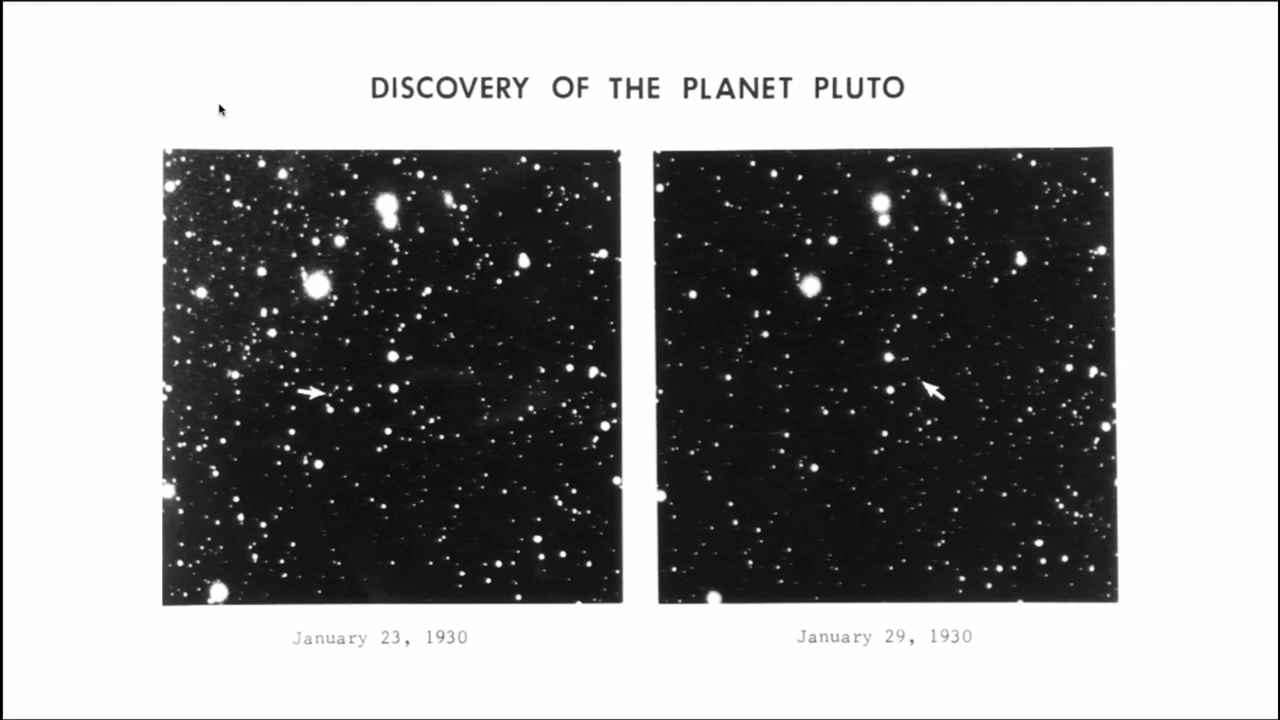 DISCOVERY OF THE PLANET PLUTO
January 23, 1930
January 29, 1930